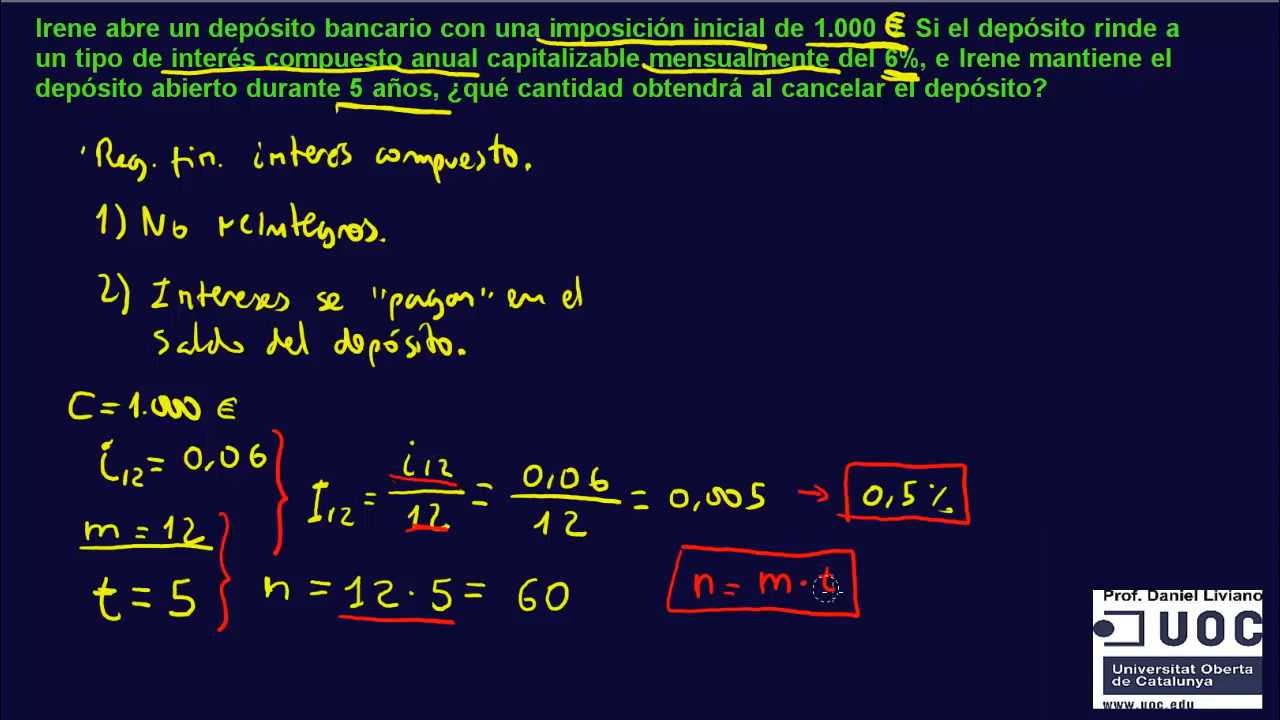 Irene abre un depósito bancario con una imposición inicial de 1.000 € Si el depósito rinde a
un tipo de interés compuesto anual capitalizable mensualmente del 6%, e Irene mantiene el
depósito abierto durante 5 años, ¿qué cantidad obtendrá al cancelar el depósito?
Reg. fin. interés compuesto.
1) No reintegros.
2) Intereses se "pagan" en el
saldo del depósito.
C = 1.000 €
i₁₂ = 0,06
I₁₂ = i₁₂/12 = 0,06/12 = 0,005 → 0,5%
m = 12
t = 5
n = 12 · 5 = 60
n = m · t
Prof. Daniel Liviano
UOC
Universitat Oberta
de Catalunya
www.uoc.edu